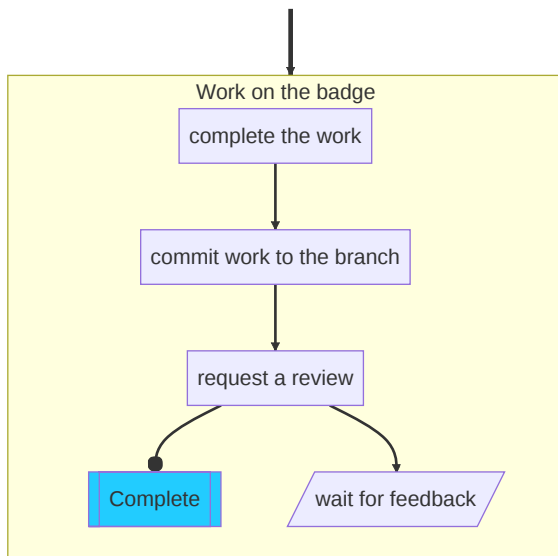 Work on the badge
complete the work
commit work to the branch
request a review
Complete
wait for feedback